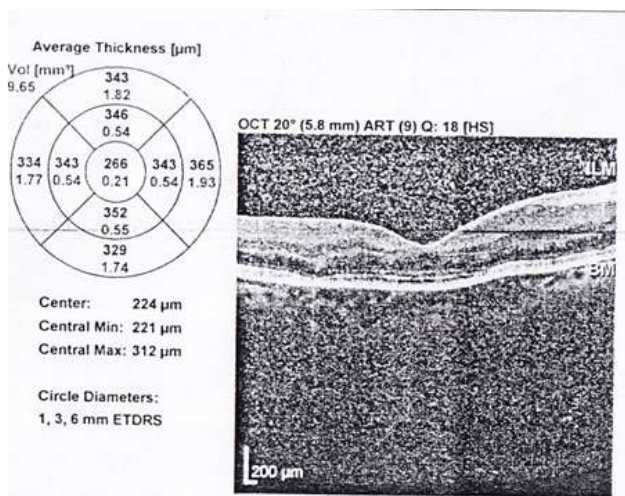 Average Thickness [µm]
Vol [mm³]
9.65
343
1.82
346
0.54
334 343 266 343 365
1.77 0.54 0.21 0.54 1.93
352
0.55
329
1.74
Center: 224 µm
Central Min: 221 µm
Central Max: 312 µm
Circle Diameters:
1, 3, 6 mm ETDRS
OCT 20° (5.8 mm) ART (9) Q: 18 [HS]
ILM
BM
200 µm